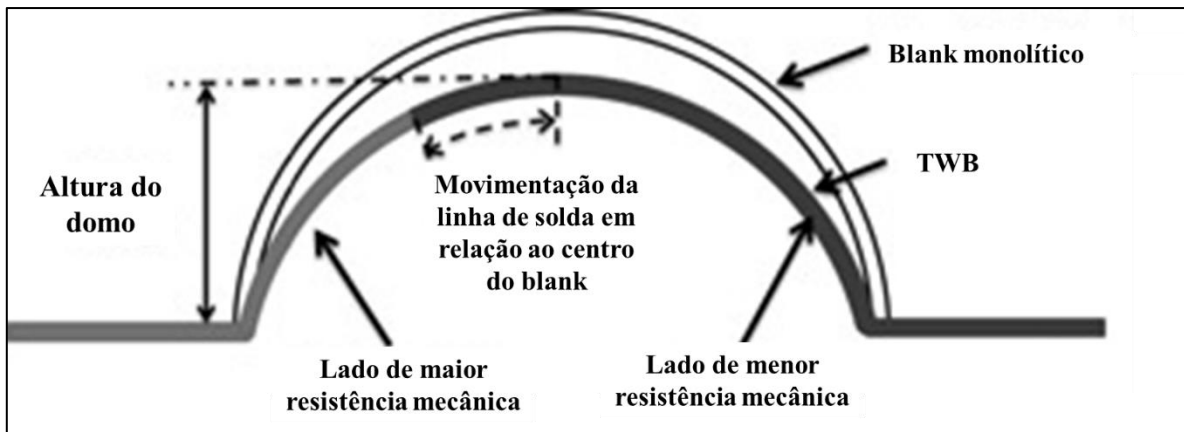 Blank monolítico
TWB
Altura do
domo
Movimentação da
linha de solda em
relação ao centro
do blank
Lado de maior
resistência mecânica
Lado de menor
resistência mecânica